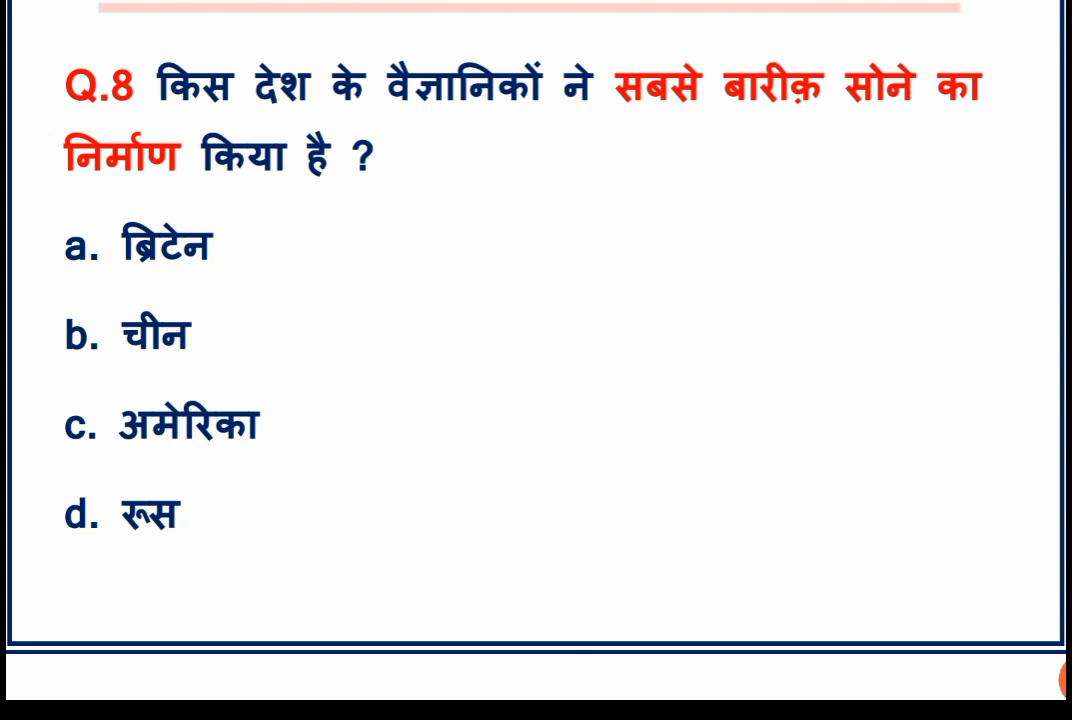 Q.8 किस देश के वैज्ञानिकों ने सबसे बारीक़ सोने का
निर्माण किया है ?
a. ब्रिटेन
b. चीन
c. अमेरिका
d. रूस